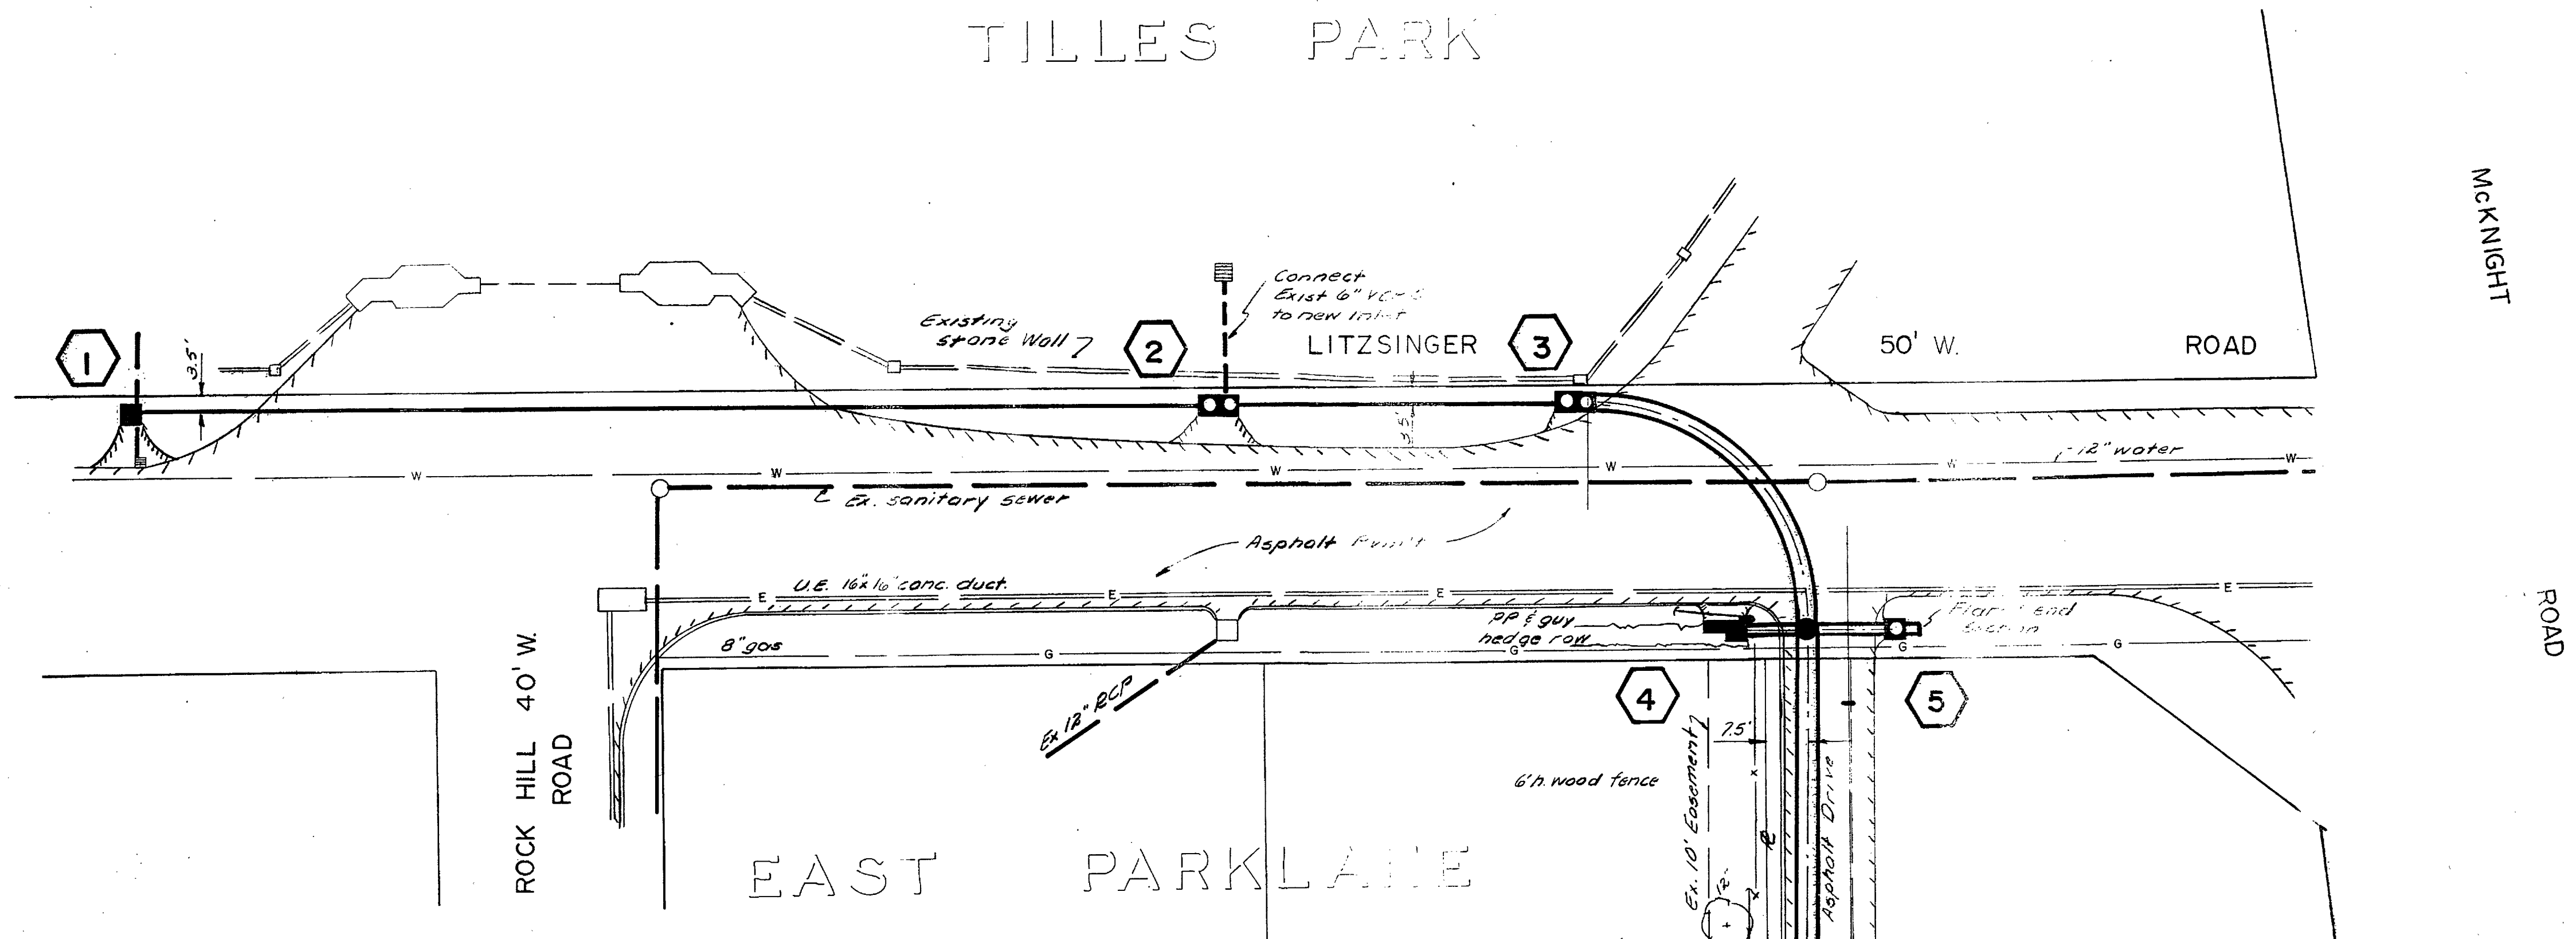 TILLES PARK
McKNIGHT
ROAD
1
3.5'
Existing
stone Wall
2
Connect
Exist 6"
to new Inlet
LITZSINGER
3
50' W.
ROAD
3.5'
W
W
W
W
W
W
12" water
Ex. sanitary sewer
Asphalt
U.E. 16"x16" conc. duct.
E
E
E
E
E
pp & guy
hedge row
end
Section
8" gas
G
G
G
G
4
5
Ex 12" RCP
ROCK HILL 40' W.
ROAD
7.5'
6'h. wood fence
Ex. 10' Easement
x
x
Asphalt Drive
EAST PARKLANE